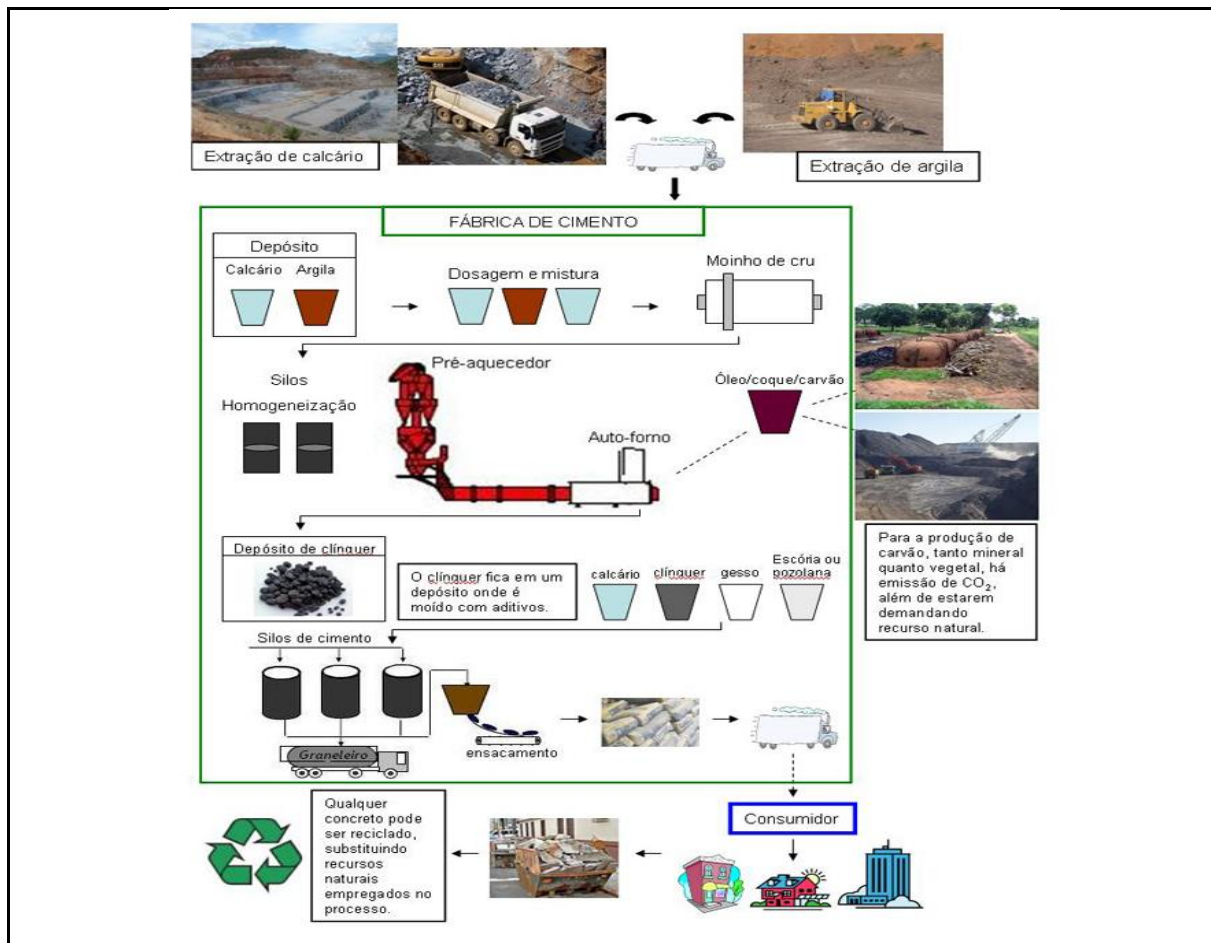 Extração de calcário
Extração de argila
FÁBRICA DE CIMENTO
Depósito
Calcário Argila
Dosagem e mistura
Moinho de cru
Silos
Homogeneização
Pré-aquecedor
Auto-forno
Óleo/coque/carvão
Para a produção de
carvão, tanto mineral
quanto vegetal, há
emissão de CO₂,
além de estarem
demandando
recurso natural.
Depósito de clínquer
O clínquer fica em um
depósito onde é
moído com aditivos.
calcário
clínquer
gesso
Escória ou
pozolana
Silos de cimento
Graneleiro
ensacamento
Consumidor
Qualquer
concreto pode
ser reciclado,
substituindo
recursos
naturais
empregados no
processo.